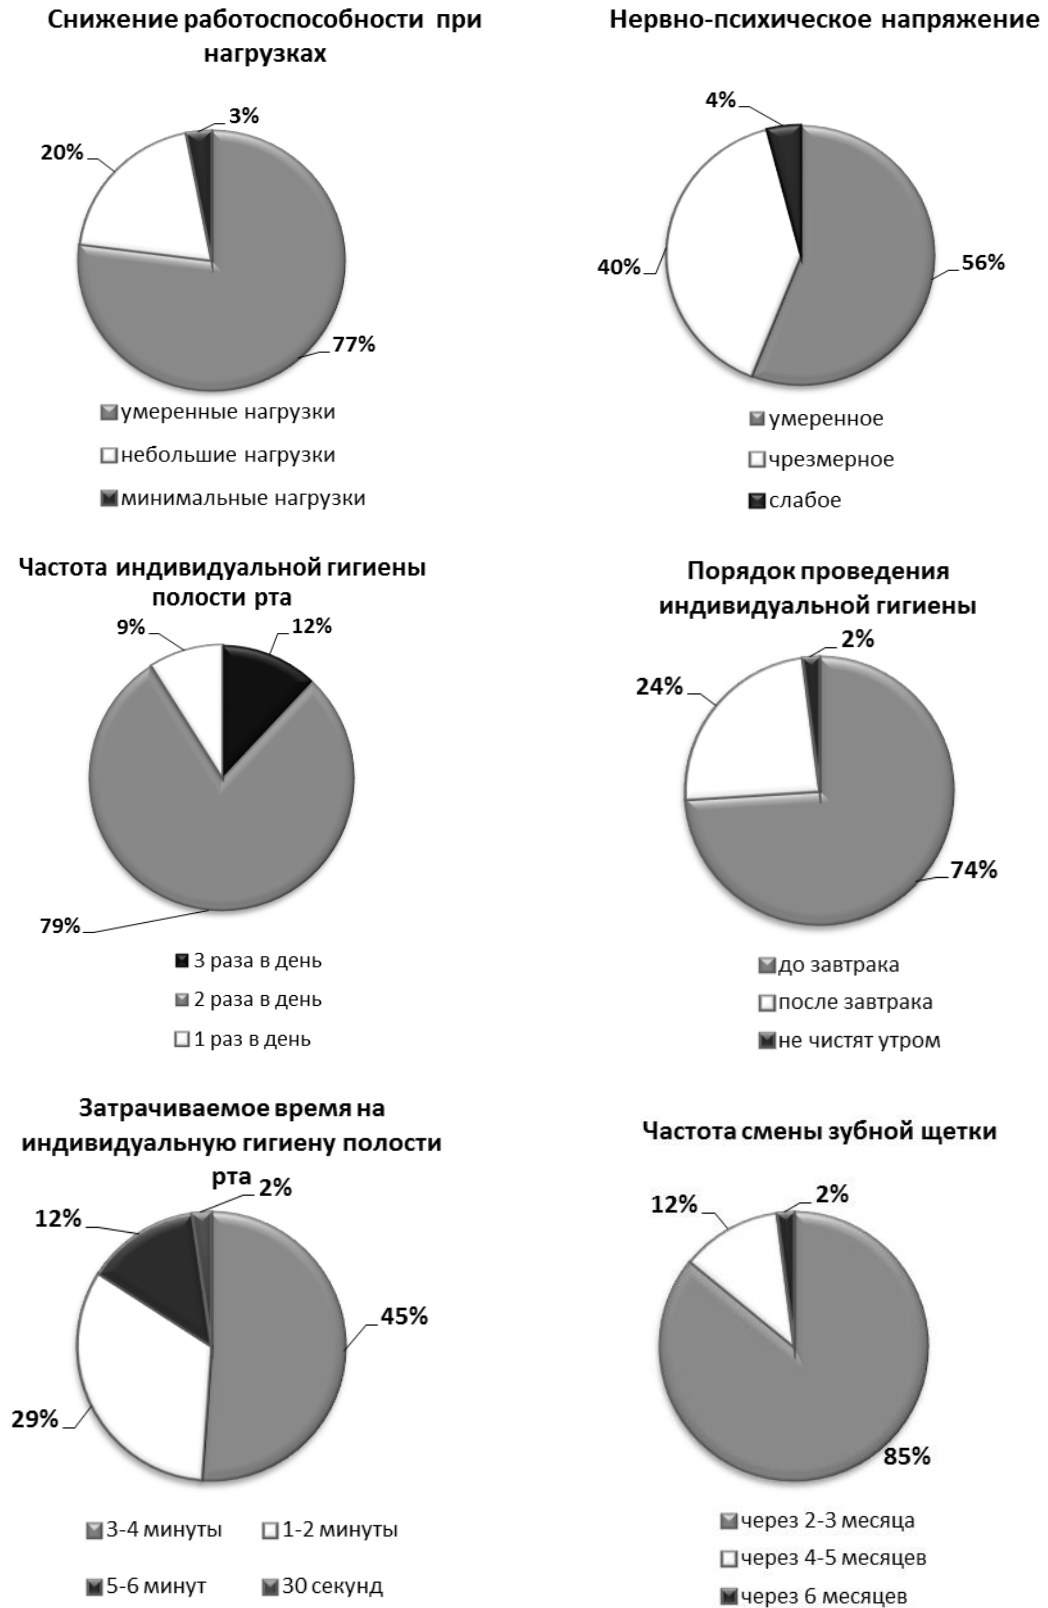 Снижение работоспособности при
нагрузках
3%
20%
77%
умеренные нагрузки
небольшие нагрузки
минимальные нагрузки
Нервно-психическое напряжение
4%
40%
56%
умеренное
чрезмерное
слабое
Частота индивидуальной гигиены
полости рта
9%
12%
79%
3 раза в день
2 раза в день
1 раз в день
Порядок проведения
индивидуальной гигиены
2%
24%
74%
до завтрака
после завтрака
не чистят утром
Затрачиваемое время на
индивидуальную гигиену полости
рта
2%
12%
45%
29%
3-4 минуты
1-2 минуты
5-6 минут
30 секунд
Частота смены зубной щетки
2%
12%
85%
через 2-3 месяца
через 4-5 месяцев
через 6 месяцев